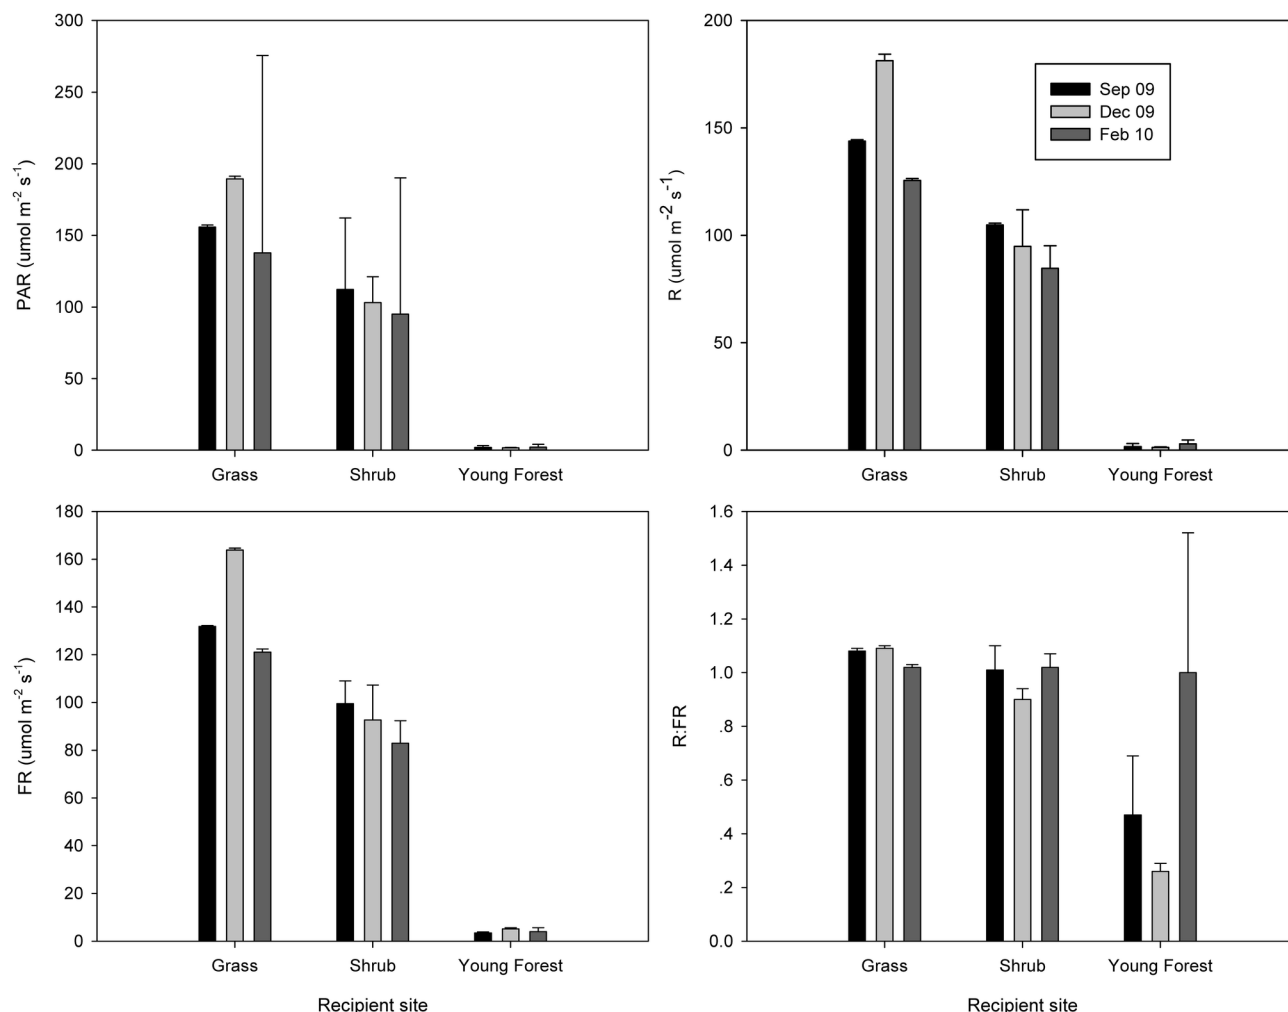 300
250
200
150
100
50
0
PAR (umol m-2 s-1)
Grass
Shrub
Young Forest
200
150
100
50
0
R (umol m-2 s-1)
Sep 09
Dec 09
Feb 10
Grass
Shrub
Young Forest
180
160
140
120
100
80
60
40
20
0
FR (umol m-2 s-1)
Grass
Shrub
Young Forest
Recipient site
1.6
1.4
1.2
1.0
.8
.6
.4
.2
0.0
R:FR
Grass
Shrub
Young Forest
Recipient site